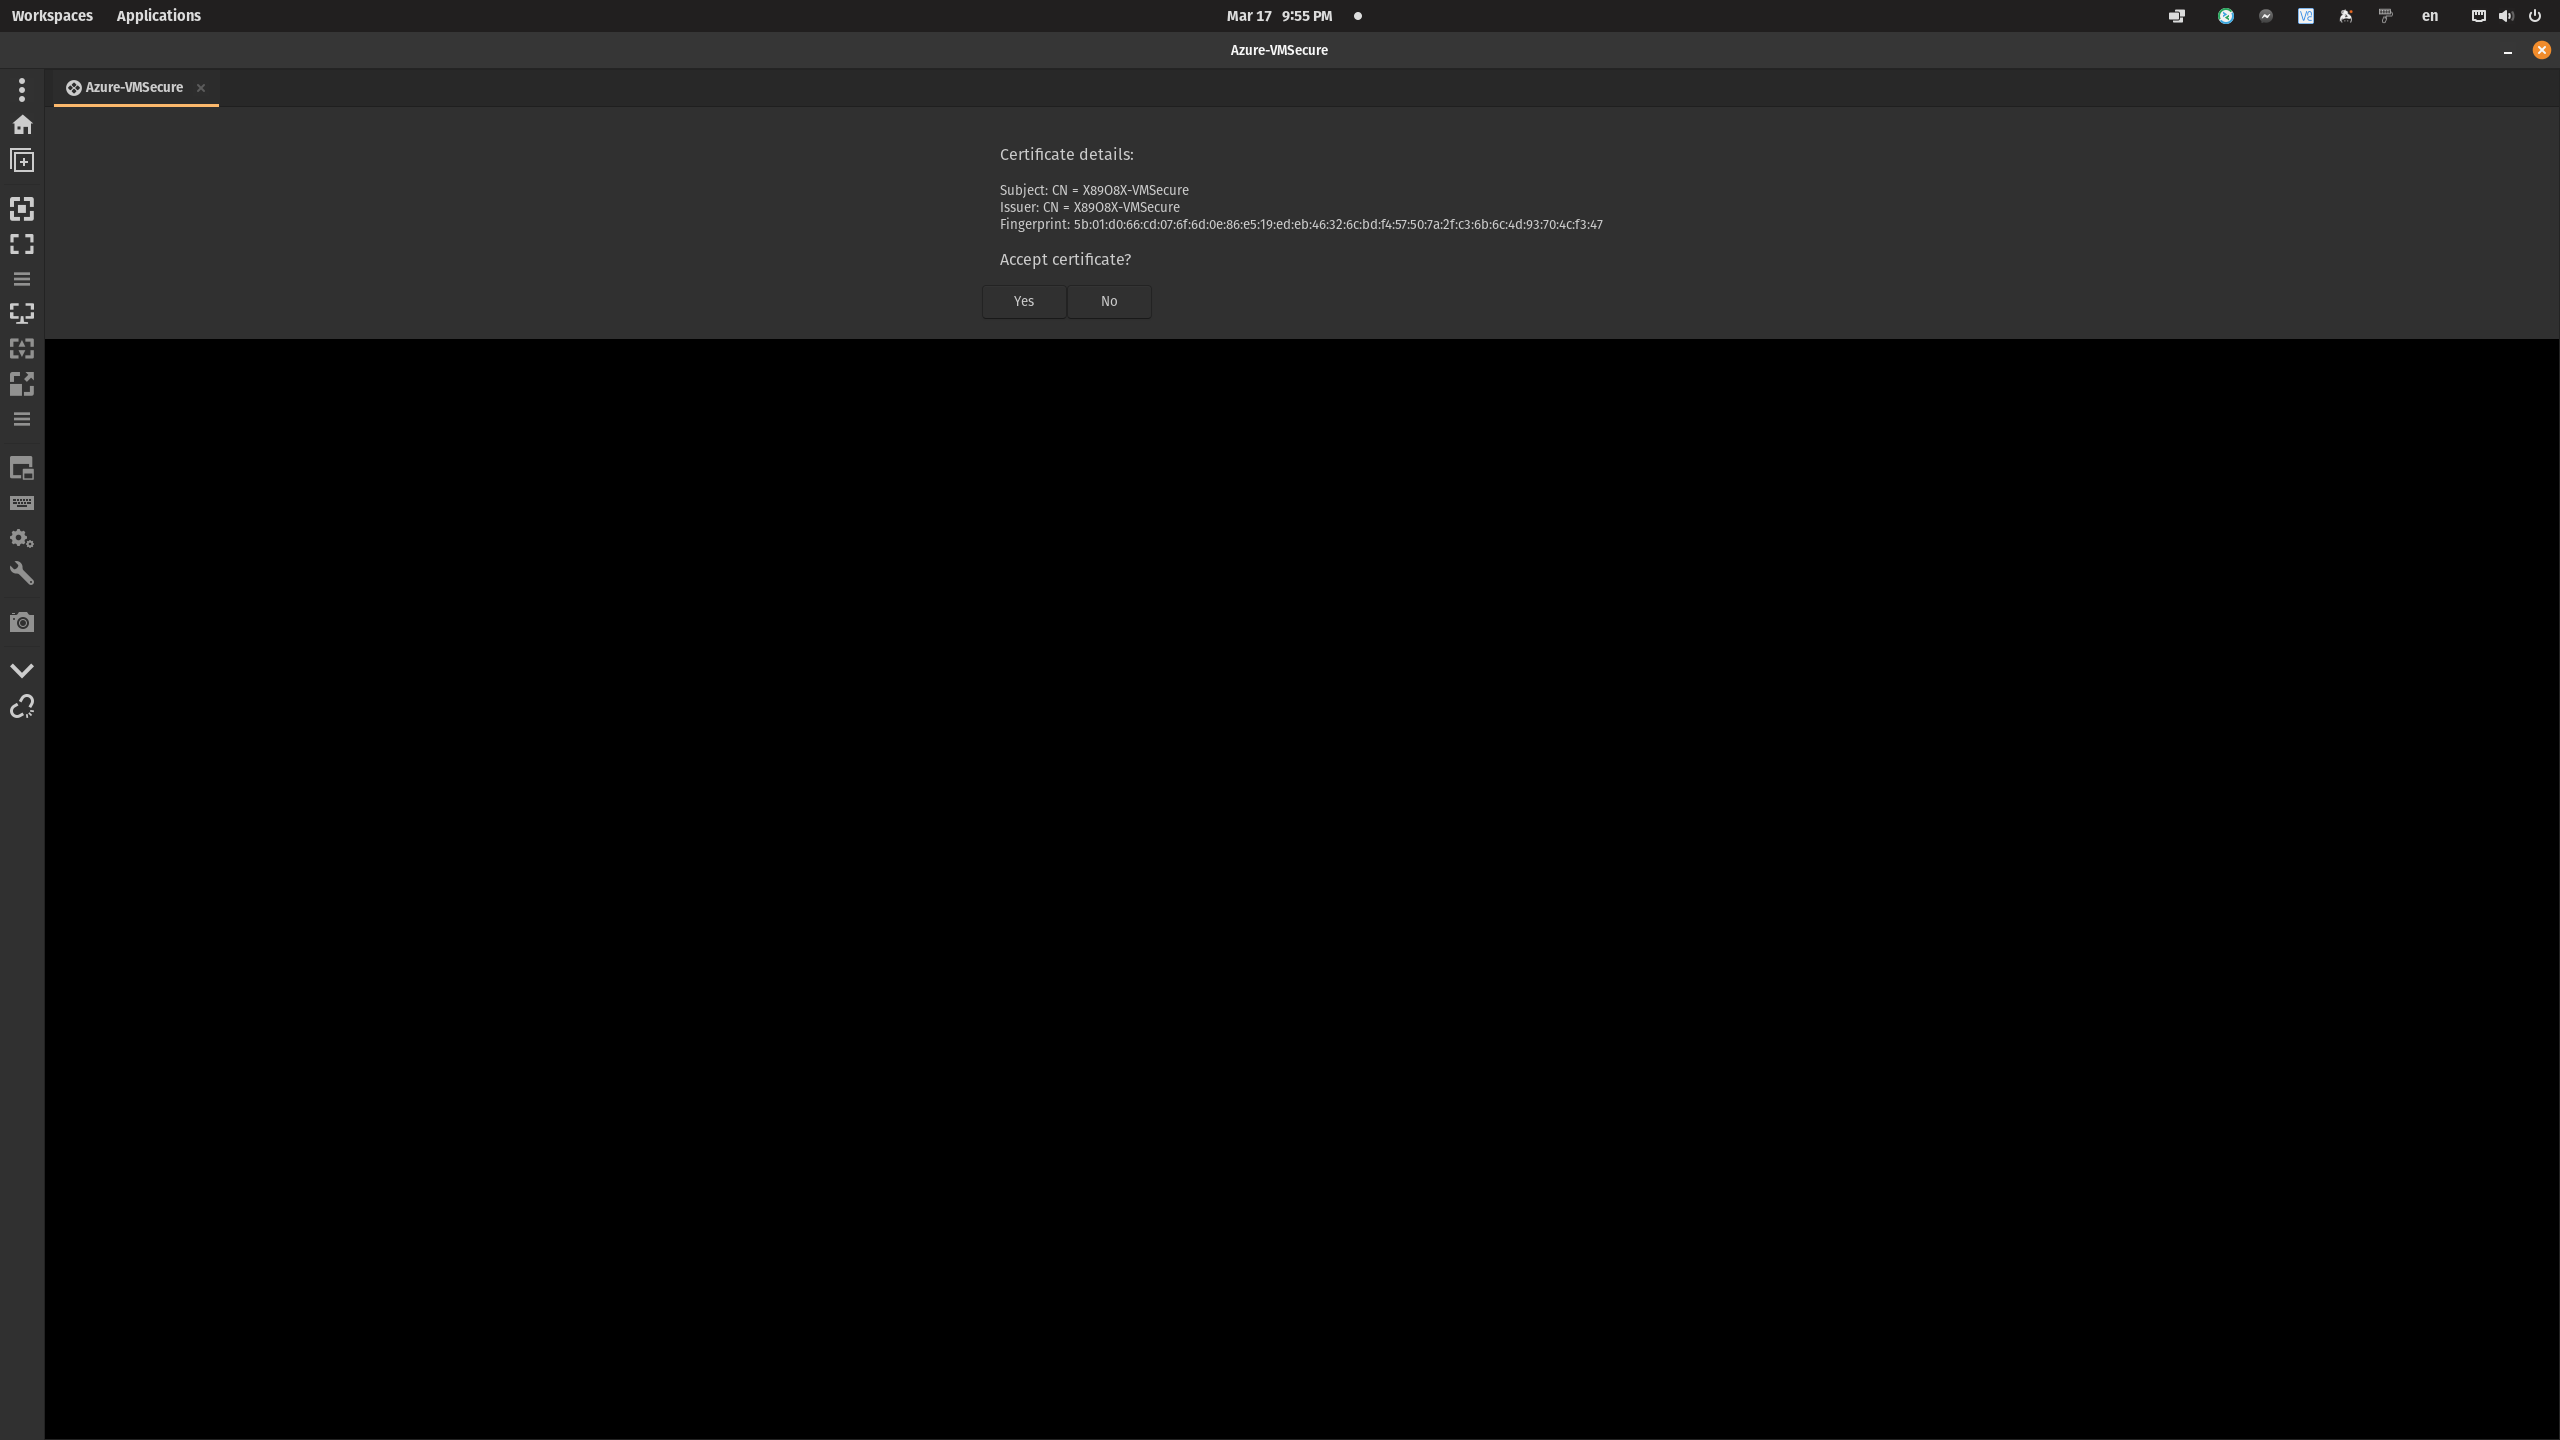 Workspaces Applications Mar 17 9:55 PM en
Azure-VMSecure
Azure-VMSecure
Certificate details:
Subject: CN = X89O8X-VMSecure
Issuer: CN = X89O8X-VMSecure
Fingerprint: 5b:01:d0:66:cd:07:6f:6d:0e:86:e5:19:ed:eb:46:32:6c:bd:f4:57:50:7a:2f:c3:6b:6c:4d:93:70:4c:f3:47
Accept certificate?
Yes No